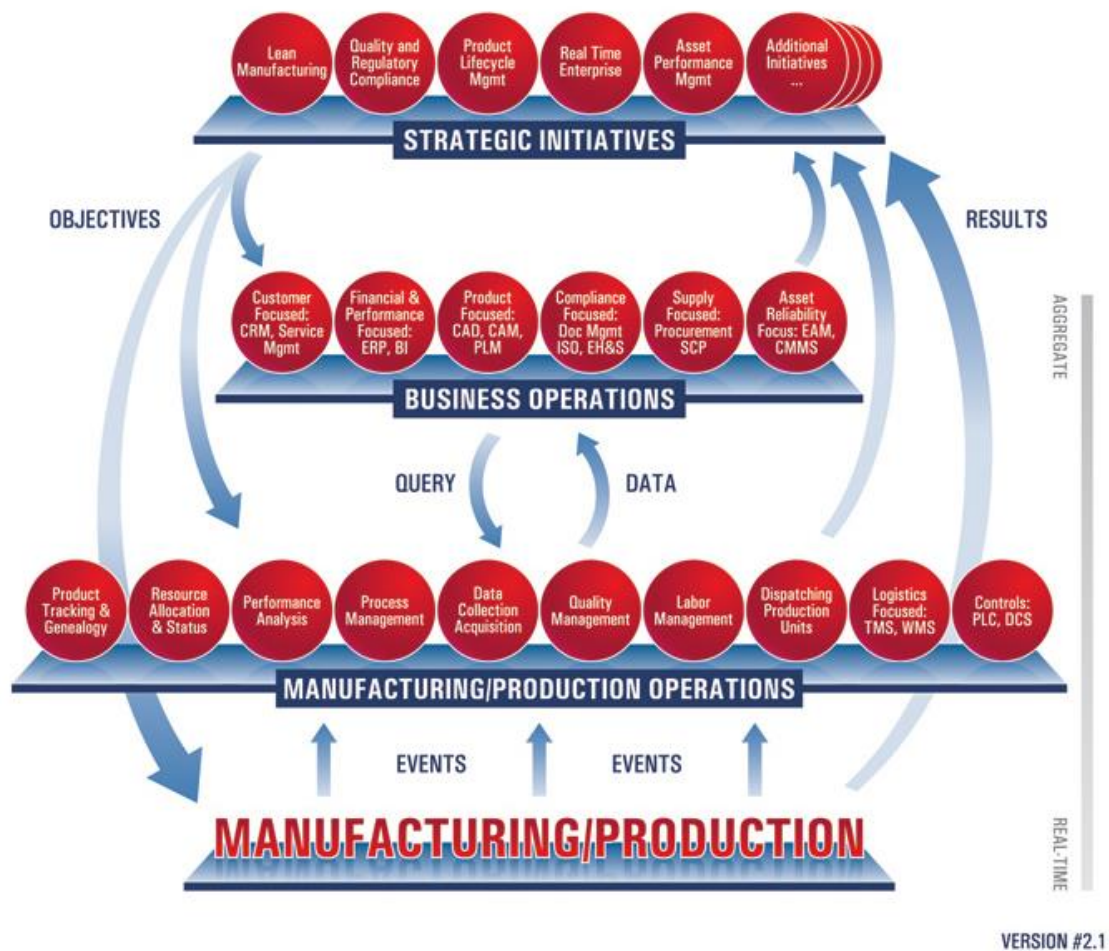 Lean
Manufacturing
Quality and
Regulatory
Compliance
Product
Lifecycle
Mgmt
Real Time
Enterprise
Asset
Performance
Mgmt
Additional
Initiatives
...
STRATEGIC INITIATIVES
OBJECTIVES
RESULTS
Customer
Focused:
CRM, Service
Mgmt
Financial &
Performance
Focused:
ERP, BI
Product
Focused:
CAD, CAM,
PLM
Compliance
Focused:
Doc Mgmt
ISO, EH&S
Supply
Focused:
Procurement
SCP
Asset
Reliability
Focus: EAM,
CMMS
BUSINESS OPERATIONS
AGGREGATE
QUERY
DATA
Product
Tracking &
Genealogy
Resource
Allocation
& Status
Performance
Analysis
Process
Management
Data
Collection
Acquisition
Quality
Management
Labor
Management
Dispatching
Production
Units
Logistics
Focused:
TMS, WMS
Controls:
PLC, DCS
MANUFACTURING/PRODUCTION OPERATIONS
EVENTS
EVENTS
MANUFACTURING/PRODUCTION
REAL-TIME
VERSION #2.1